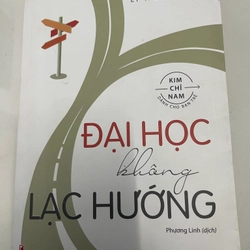 KIM
CHỈ
NAM
DÀNH CHO BẠN TRẺ
ĐẠI HỌC
không
LẠC HƯỚNG
Phương Linh (dịch)